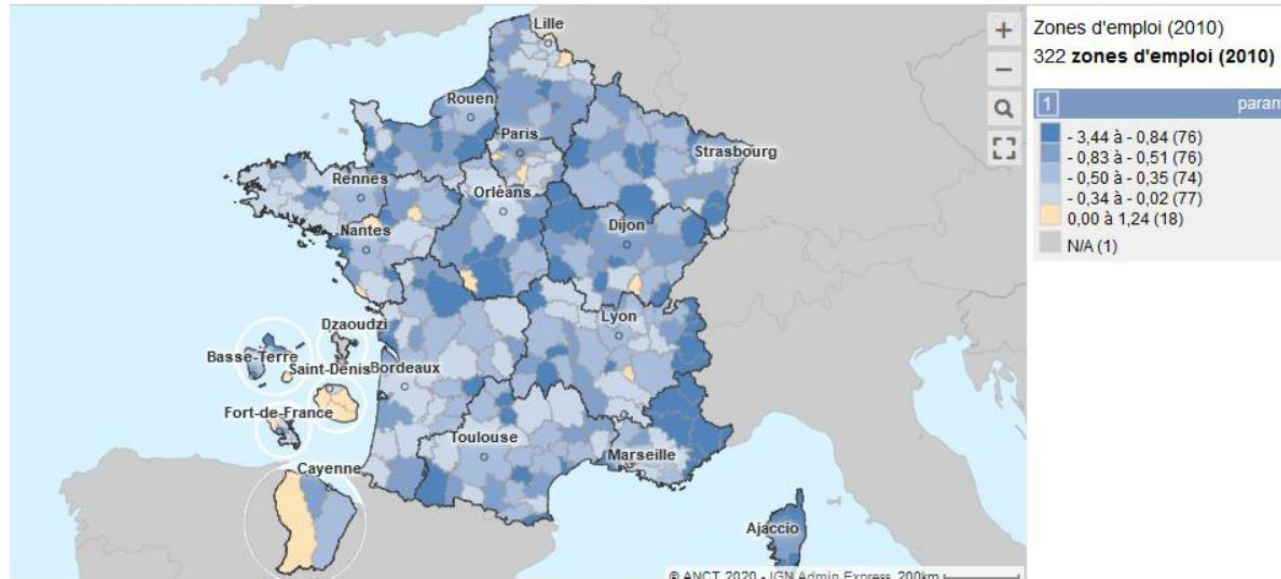 Lille
Rouen
Paris
Strasbourg
Rennes
Orléans
Nantes
Dijon
Lyon
Dzaoudzi
Basse-Terre
Saint-Denis
Bordeaux
Fort-de-France
Toulouse
Marseille
Cayenne
Ajaccio
© ANCT 2020 - IGN Admin Express 200km
+
−
Zones d'emploi (2010)
322 zones d'emploi (2010)
1 param
- 3,44 à - 0,84 (76)
- 0,83 à - 0,51 (76)
- 0,50 à - 0,35 (74)
- 0,34 à - 0,02 (77)
0,00 à 1,24 (18)
N/A (1)